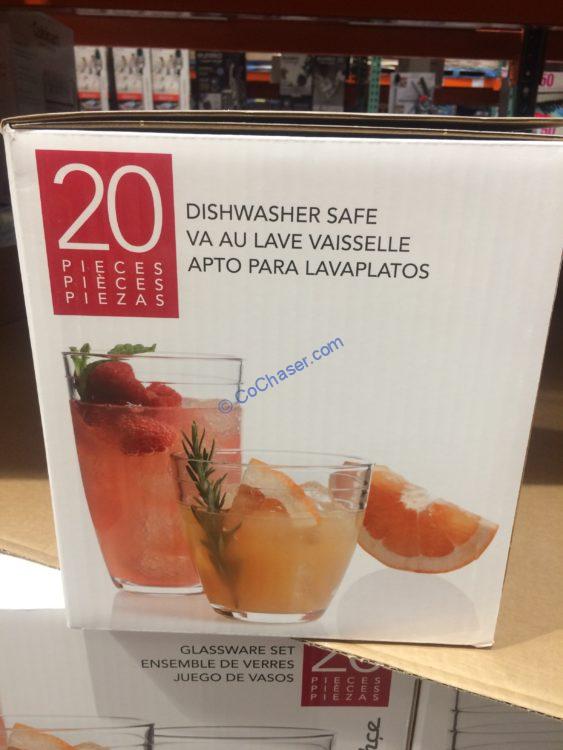 20
PIECES
PIÈCES
PIEZAS
DISHWASHER SAFE
VA AU LAVE VAISSELLE
APTO PARA LAVAPLATOS
© CoChaser.com
GLASSWARE SET
ENSEMBLE DE VERRES
JUEGO DE VASOS
20
PIECES
PIÈCES
PIEZAS